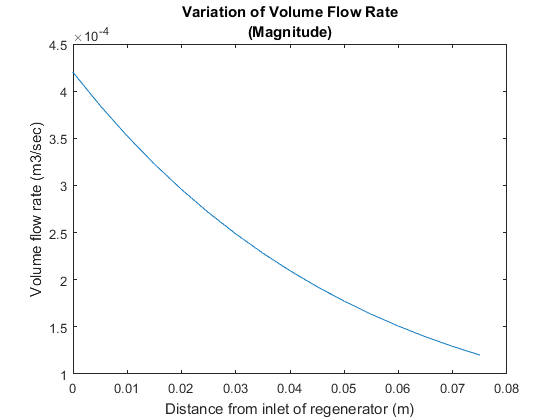 Variation of Volume Flow Rate
(Magnitude)
×10⁻⁴
4.5
4
3.5
3
2.5
2
1.5
1
Volume flow rate (m3/sec)
0 0.01 0.02 0.03 0.04 0.05 0.06 0.07 0.08
Distance from inlet of regenerator (m)